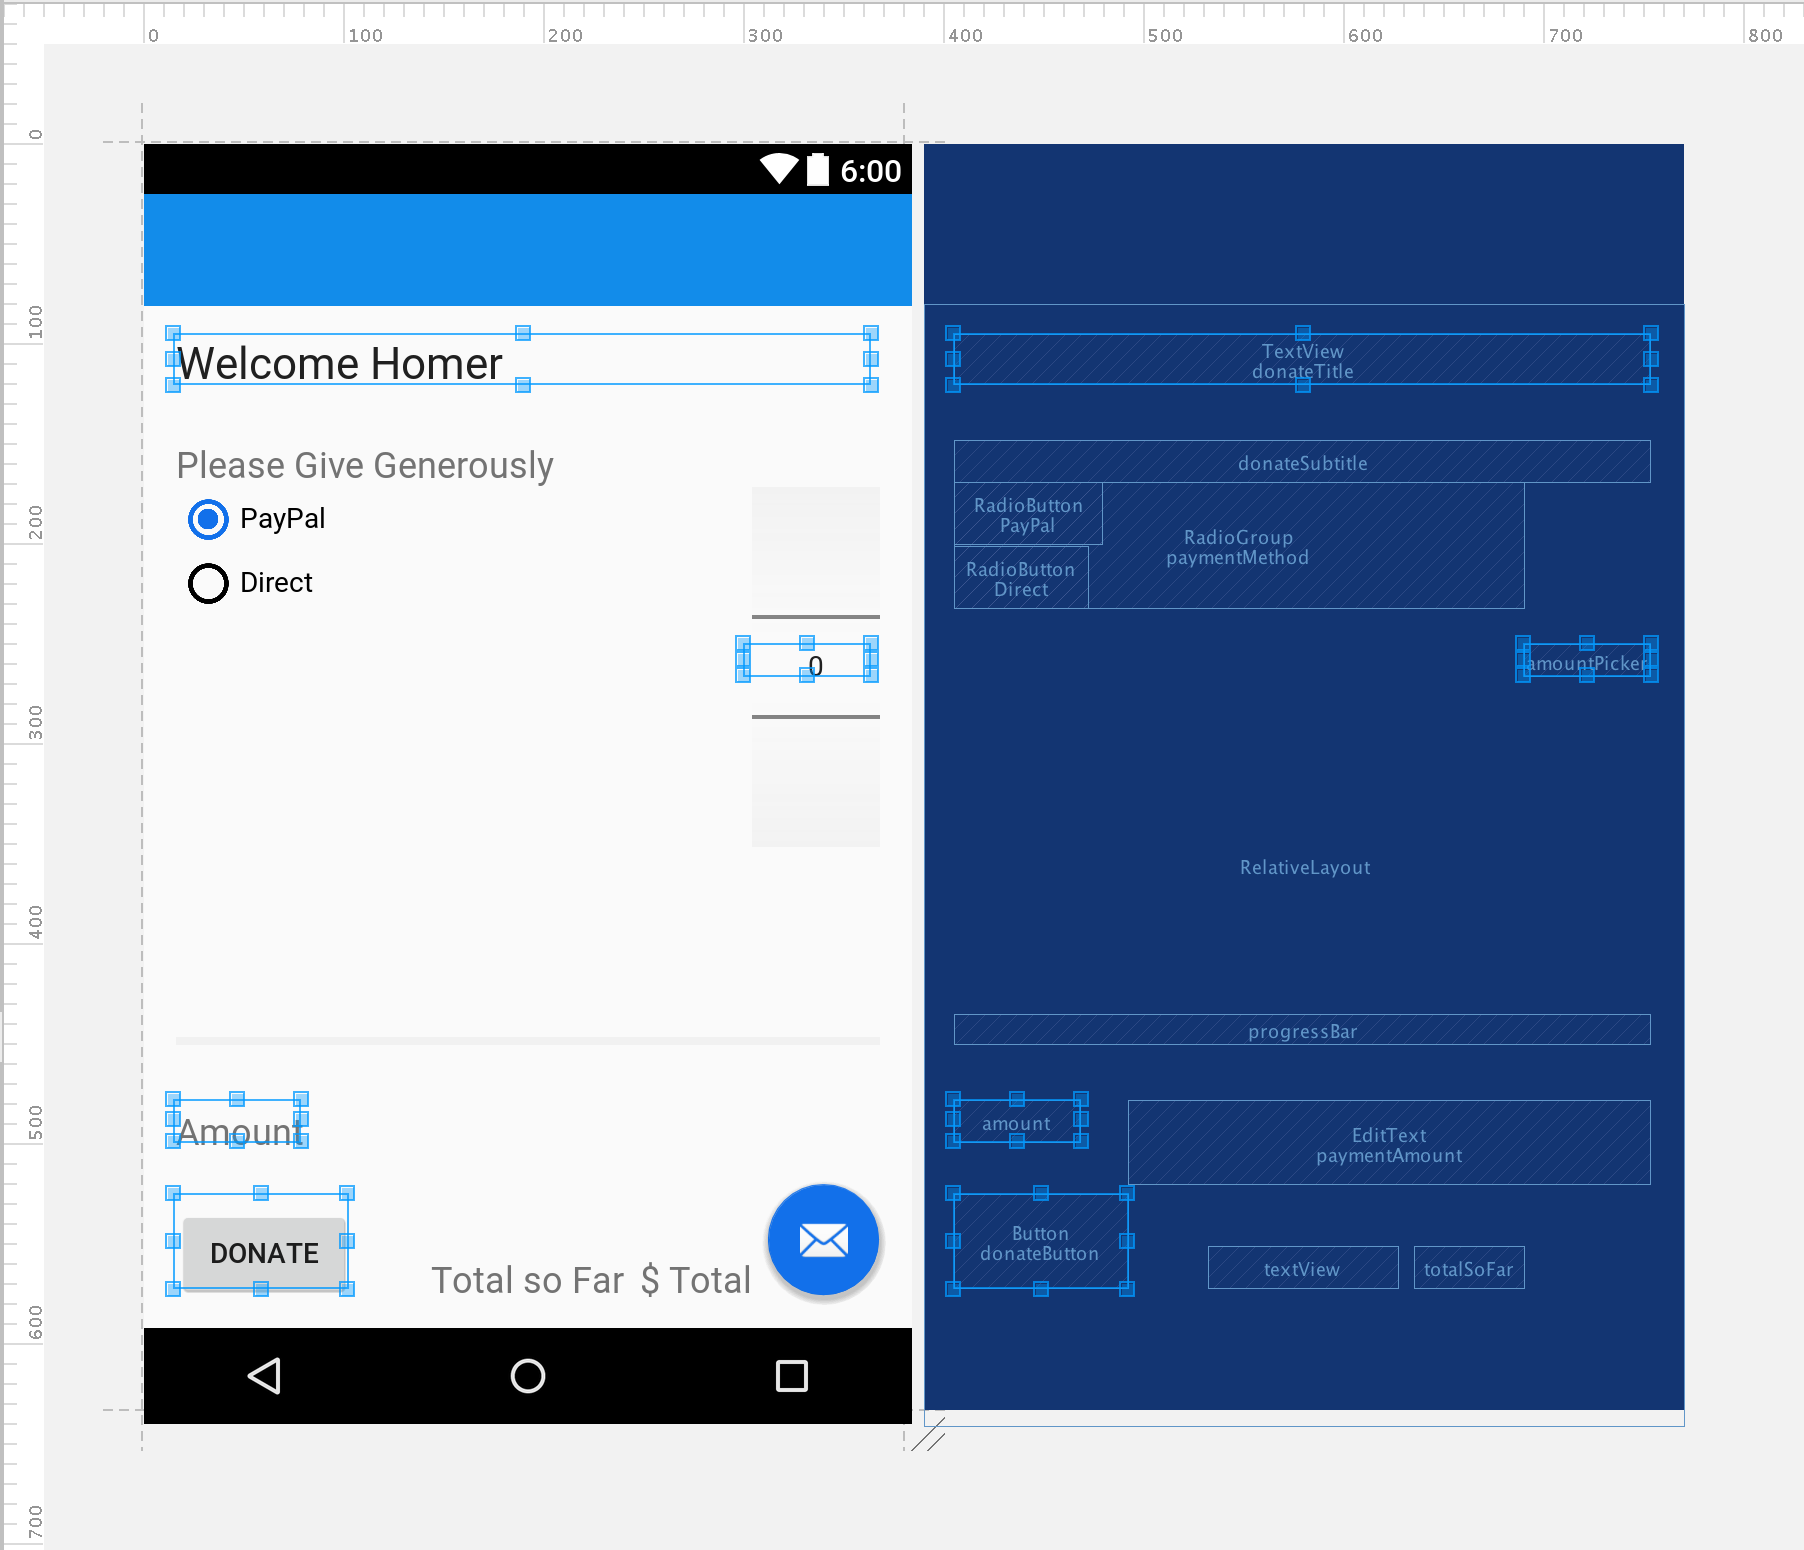 0 100 200 300 400 500 600 700 800
0
100
200
300
400
500
600
700
6:00
Welcome Homer
Please Give Generously
PayPal
Direct
0
Amount
DONATE
Total so Far $ Total
TextView
donateTitle
donateSubtitle
RadioButton
PayPal
RadioGroup
paymentMethod
RadioButton
Direct
amountPicker
RelativeLayout
progressBar
amount
EditText
paymentAmount
Button
donateButton
textView
totalSoFar